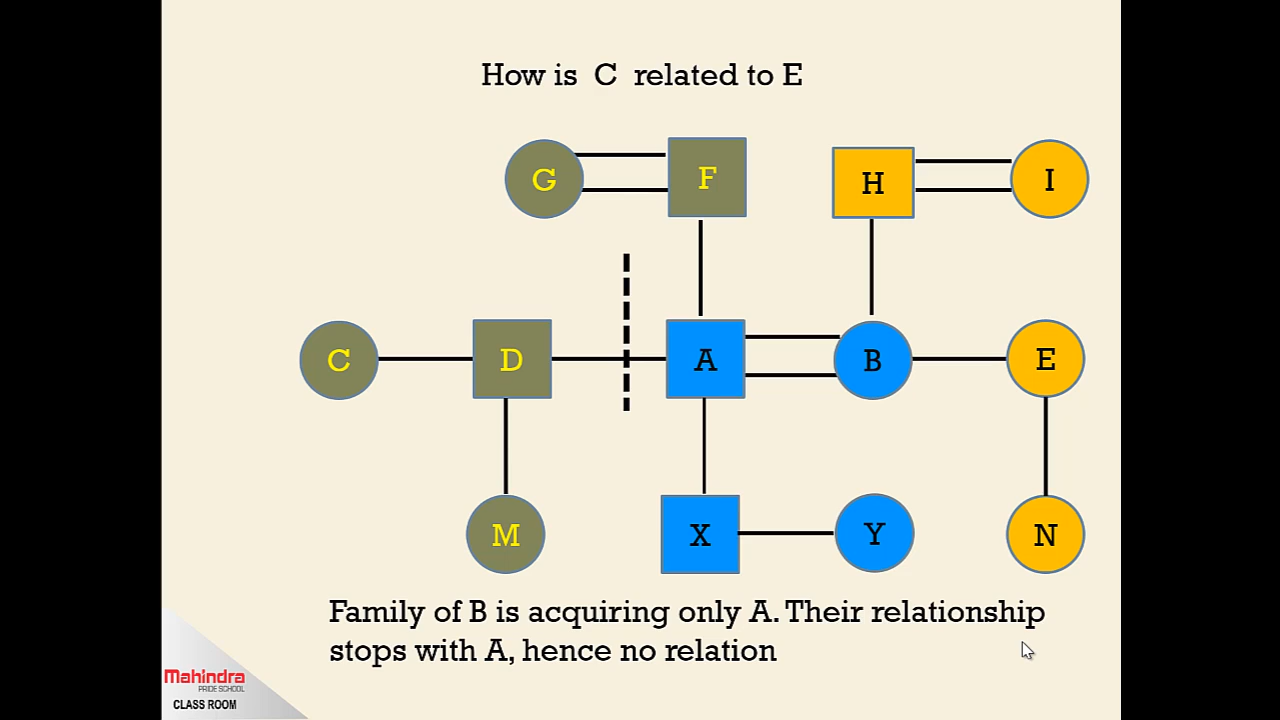 How is C related to E
G F H I
C D A B E
M X Y N
Family of B is acquiring only A. Their relationship
stops with A, hence no relation
Mahindra
PRIDE SCHOOL
CLASS ROOM